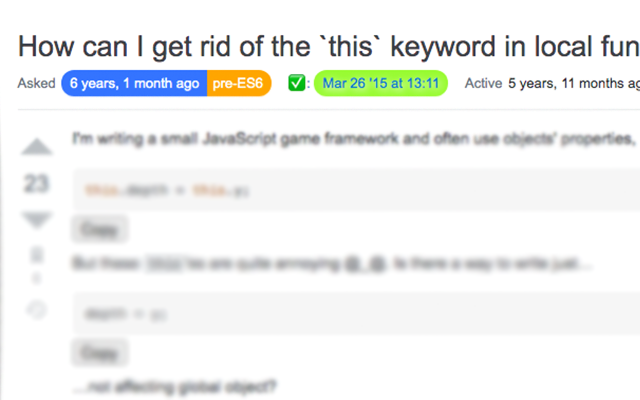 How can I get rid of the `this` keyword in local fun
Asked 6 years, 1 month ago pre-ES6 ✅: Mar 26 '15 at 13:11 Active 5 years, 11 months ag
I'm writing a small JavaScript game framework and often use objects' properties,
23
this.depth = this.y;
Copy
But these `this`'es are quite annoying @_@. Is there a way to write just...
depth = y;
Copy
...not affecting global object?